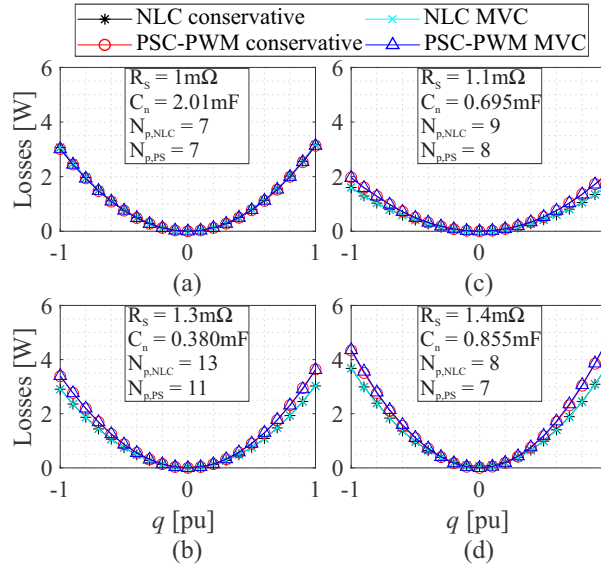 NLC conservative NLC MVC
PSC-PWM conservative PSC-PWM MVC
Losses [W]
6
4
2
0
R_S = 1mΩ
C_n = 2.01mF
N_p,NLC = 7
N_p,PS = 7
-1 0 1
(a)
6
4
2
0
R_S = 1.1mΩ
C_n = 0.695mF
N_p,NLC = 9
N_p,PS = 8
-1 0
(c)
Losses [W]
6
4
2
0
R_S = 1.3mΩ
C_n = 0.380mF
N_p,NLC = 13
N_p,PS = 11
-1 0 1
q [pu]
(b)
6
4
2
0
R_S = 1.4mΩ
C_n = 0.855mF
N_p,NLC = 8
N_p,PS = 7
-1 0
q [pu]
(d)